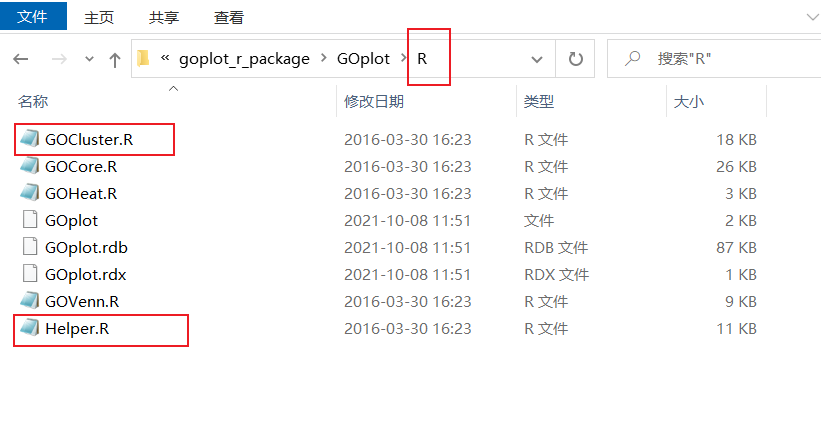 文件 主页 共享 查看
« goplot_r_package › GOplot › R 搜索"R"
名称 修改日期 类型 大小
GOCluster.R 2016-03-30 16:23 R 文件 18 KB
GOCore.R 2016-03-30 16:23 R 文件 26 KB
GOHeat.R 2016-03-30 16:23 R 文件 3 KB
GOplot 2021-10-08 11:51 文件 2 KB
GOplot.rdb 2021-10-08 11:51 RDB 文件 87 KB
GOplot.rdx 2021-10-08 11:51 RDX 文件 1 KB
GOVenn.R 2016-03-30 16:23 R 文件 9 KB
Helper.R 2016-03-30 16:23 R 文件 11 KB